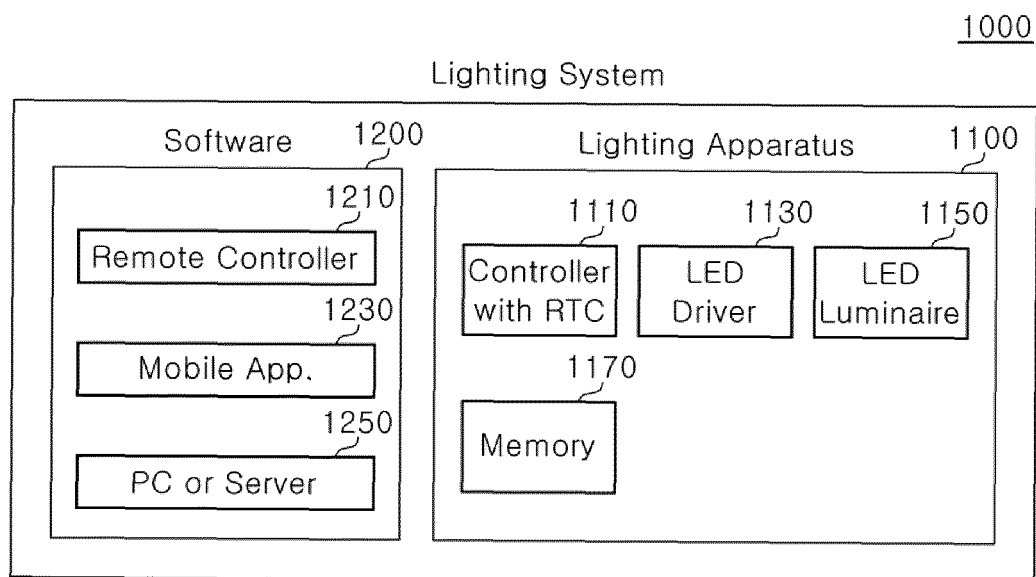 1000
Lighting System
Software
1200
Lighting Apparatus
1100
1210
Remote Controller
1230
Mobile App.
1250
PC or Server
1110
Controller
with RTC
1130
LED
Driver
1150
LED
Luminaire
1170
Memory